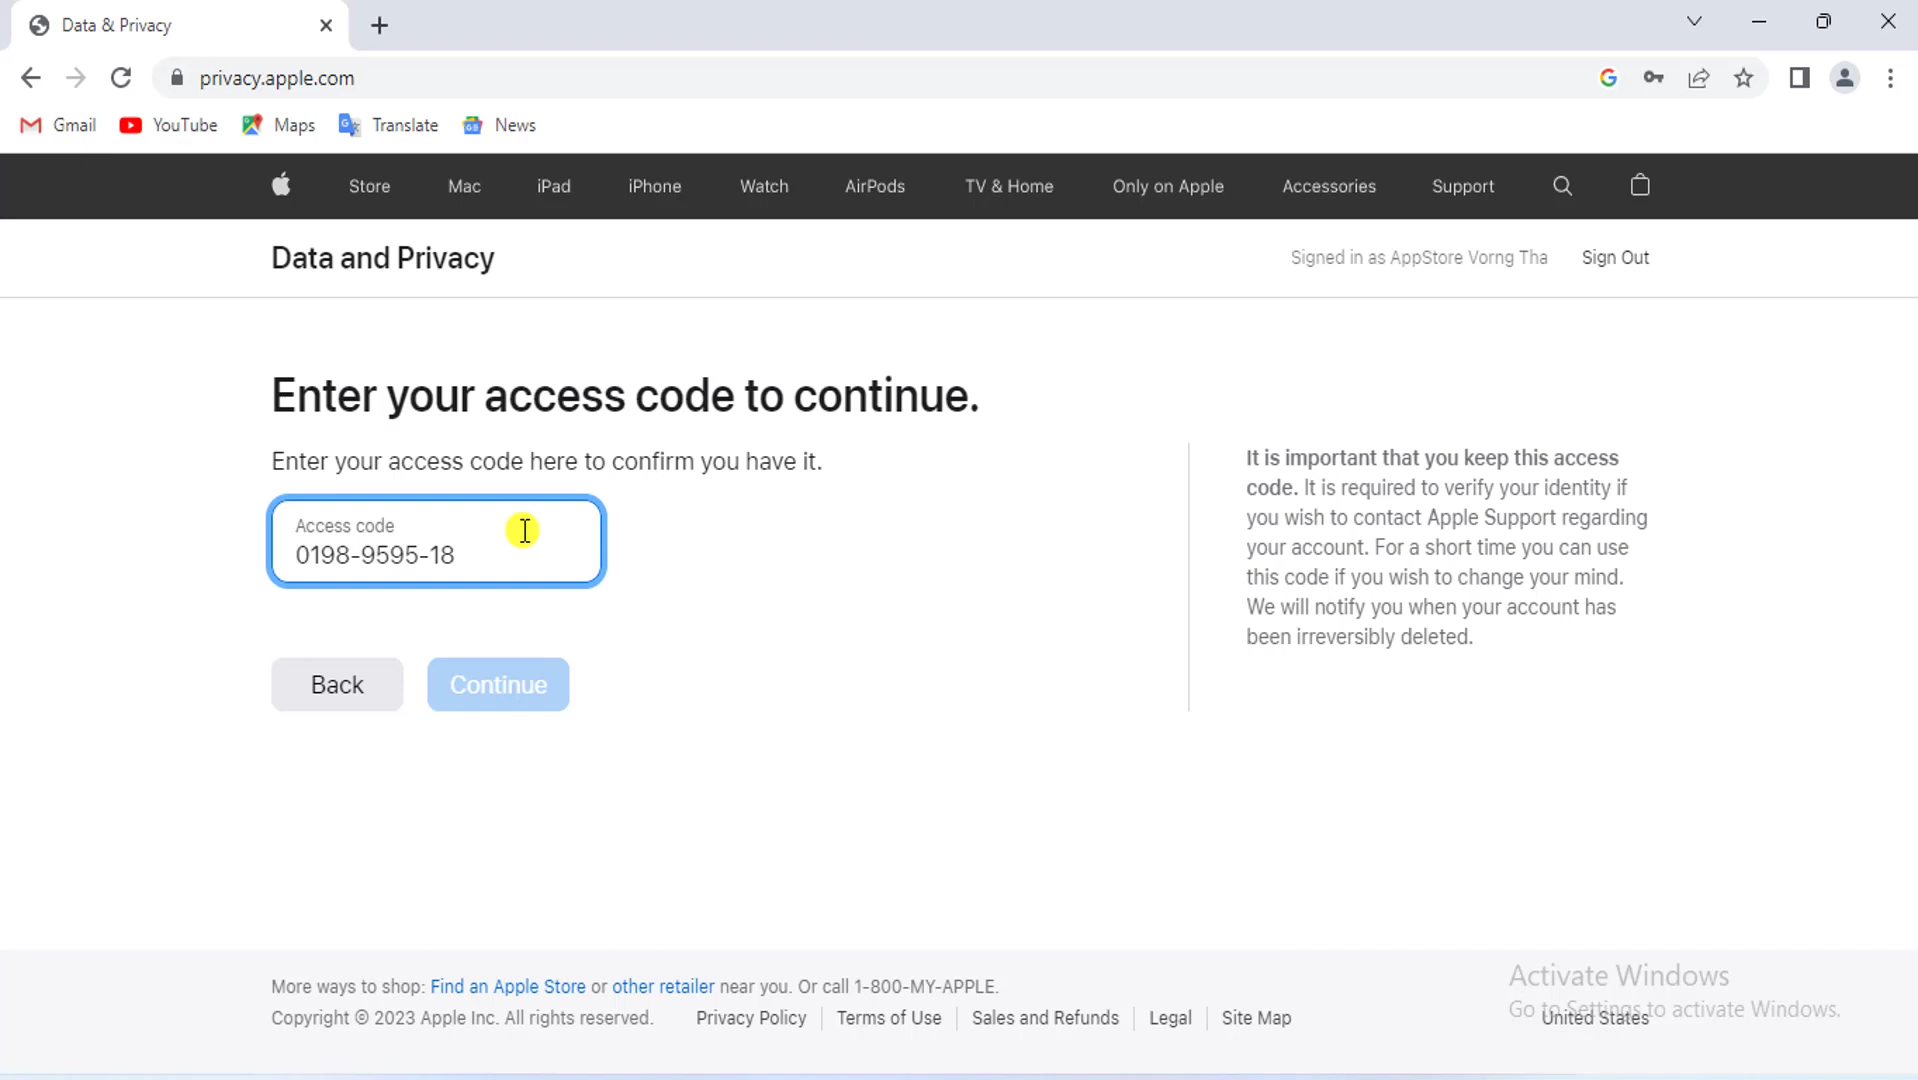 Data & Privacy
privacy.apple.com
Gmail YouTube Maps Translate News
Store Mac iPad iPhone Watch AirPods TV & Home Only on Apple Accessories Support
Data and Privacy
Signed in as AppStore Vorng Tha Sign Out
Enter your access code to continue.
Enter your access code here to confirm you have it.
Access code
0198-9595-18
Back Continue
It is important that you keep this access
code. It is required to verify your identity if
you wish to contact Apple Support regarding
your account. For a short time you can use
this code if you wish to change your mind.
We will notify you when your account has
been irreversibly deleted.
More ways to shop: Find an Apple Store or other retailer near you. Or call 1-800-MY-APPLE.
Copyright © 2023 Apple Inc. All rights reserved. Privacy Policy Terms of Use Sales and Refunds Legal Site Map
United States
Activate Windows
Go to Settings to activate Windows.